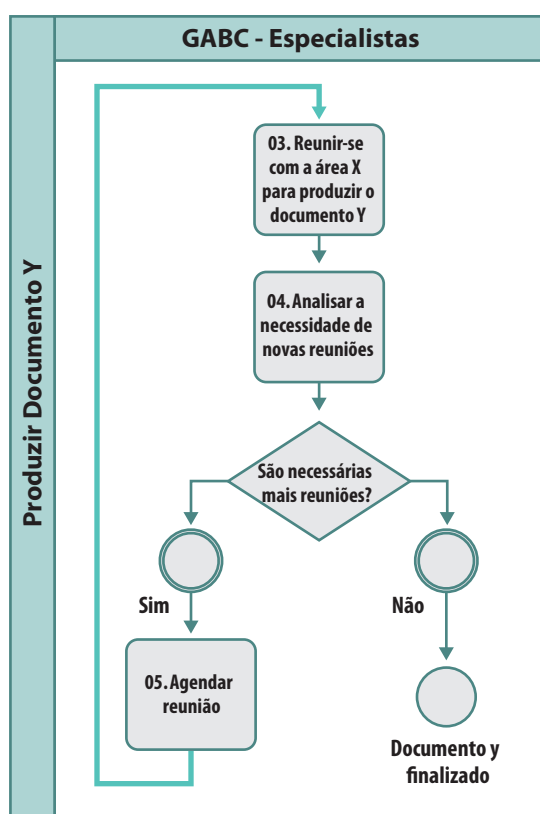 GABC - Especialistas
Produzir Documento Y
03. Reunir-se
com a área X
para produzir o
documento Y
04. Analisar a
necessidade de
novas reuniões
São necessárias
mais reuniões?
Sim
Não
05. Agendar
reunião
Documento y
finalizado